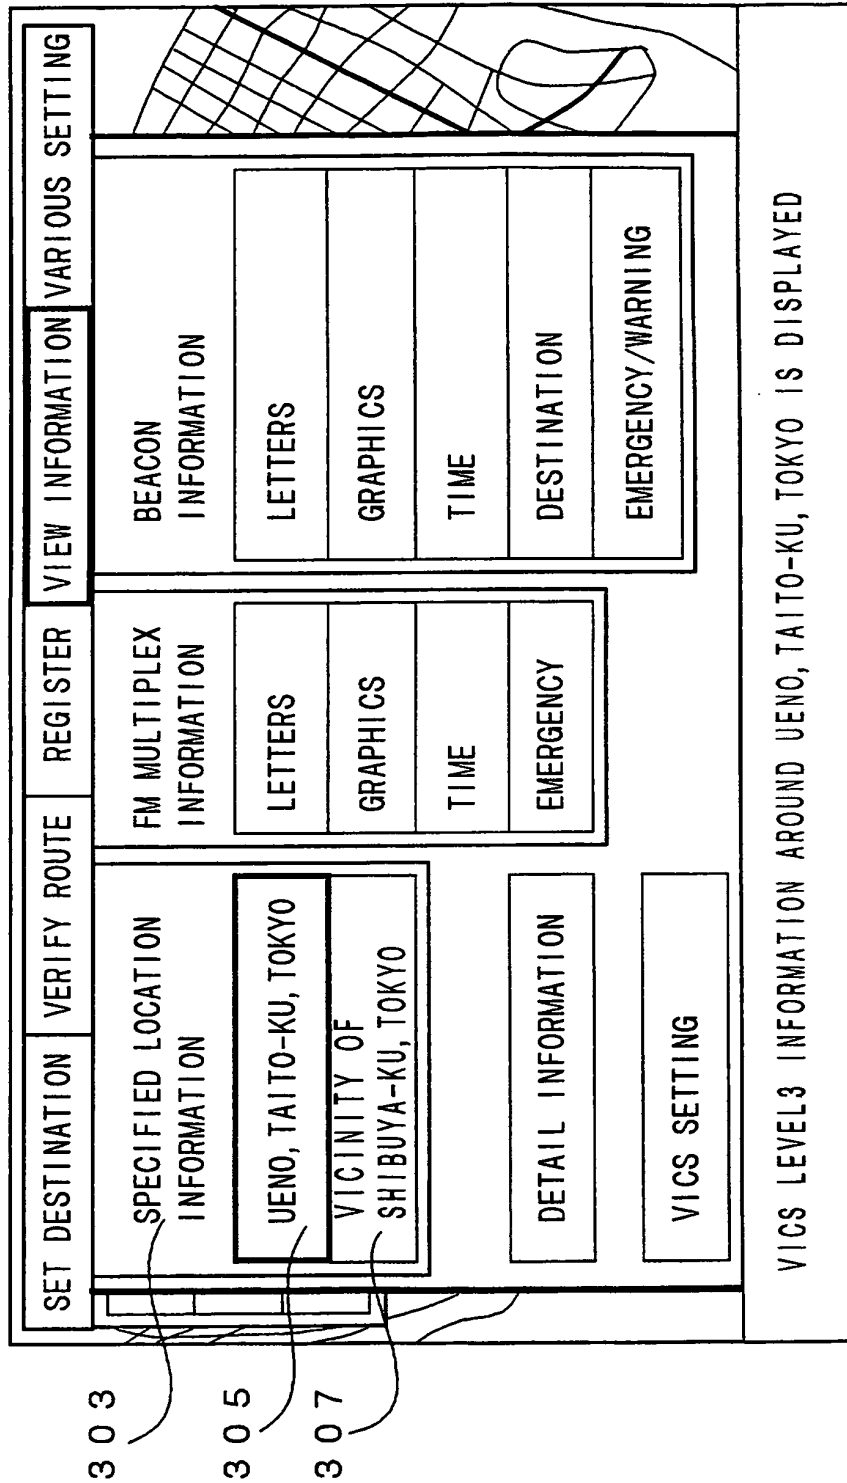 SET DESTINATION
VERIFY ROUTE
REGISTER
VIEW INFORMATION
VARIOUS SETTING
303
SPECIFIED LOCATION
INFORMATION
305
UENO, TAITO-KU, TOKYO
307
VICINITY OF
SHIBUYA-KU, TOKYO
DETAIL INFORMATION
VICS SETTING
FM MULTIPLEX
INFORMATION
LETTERS
GRAPHICS
TIME
EMERGENCY
BEACON
INFORMATION
LETTERS
GRAPHICS
TIME
DESTINATION
EMERGENCY/WARNING
VICS LEVEL3 INFORMATION AROUND UENO, TAITO-KU, TOKYO IS DISPLAYED